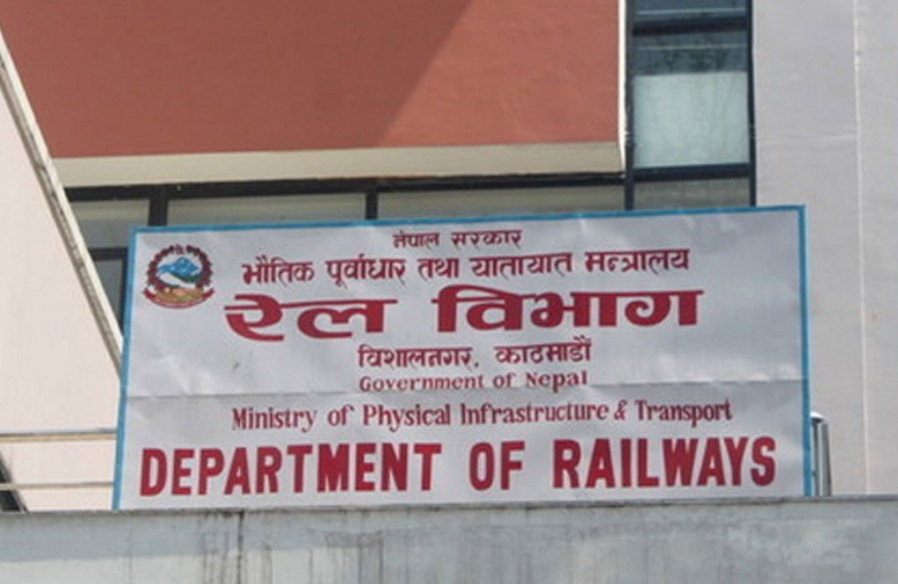 नेपाल सरकार
भौतिक पूर्वाधार तथा यातायात मन्त्रालय
रेल विभाग
विशालनगर, काठमाडौं
Government of Nepal
Ministry of Physical Infrastructure & Transport
DEPARTMENT OF RAILWAYS